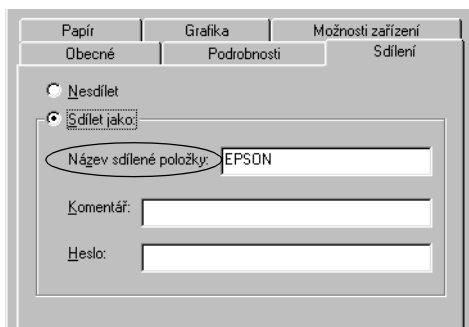 Papír Grafika Možnosti zařízení
Obecné Podrobnosti Sdílení
Nesdílet
Sdílet jako:
Název sdílené položky: EPSON
Komentář:
Heslo: